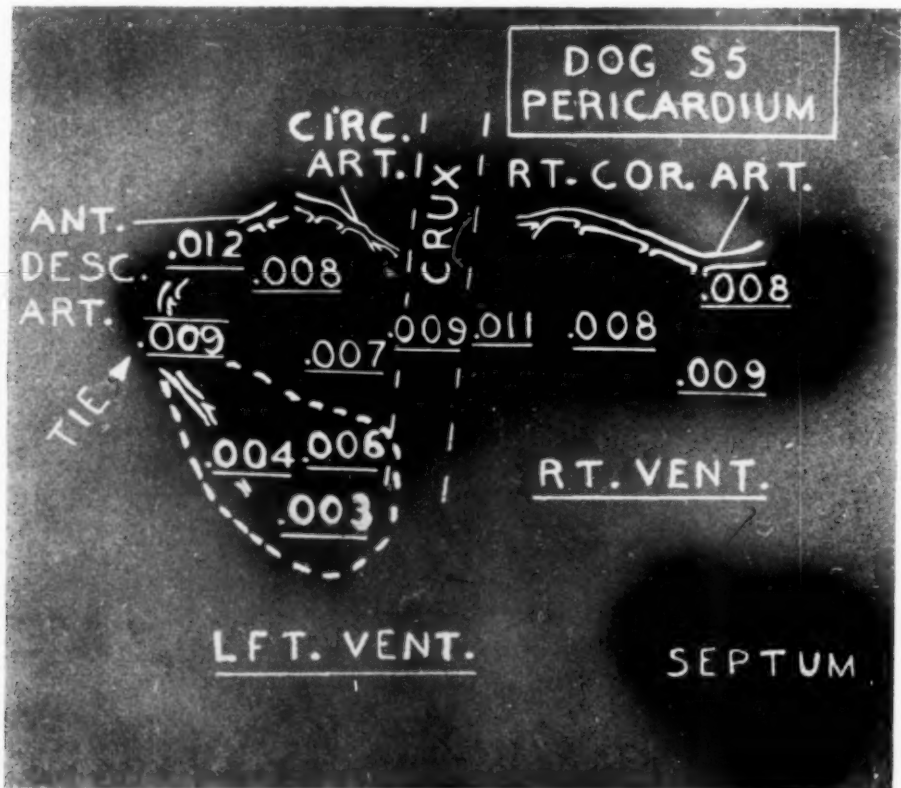 DOG S5
PERICARDIUM
CIRC.
ART.
CRUX
RT. COR. ART.
ANT.
DESC.
ART.
.012
.008
.008
.009
TIE
.007
.009
.011
.008
.009
.004
.006
.003
RT. VENT.
LFT. VENT.
SEPTUM